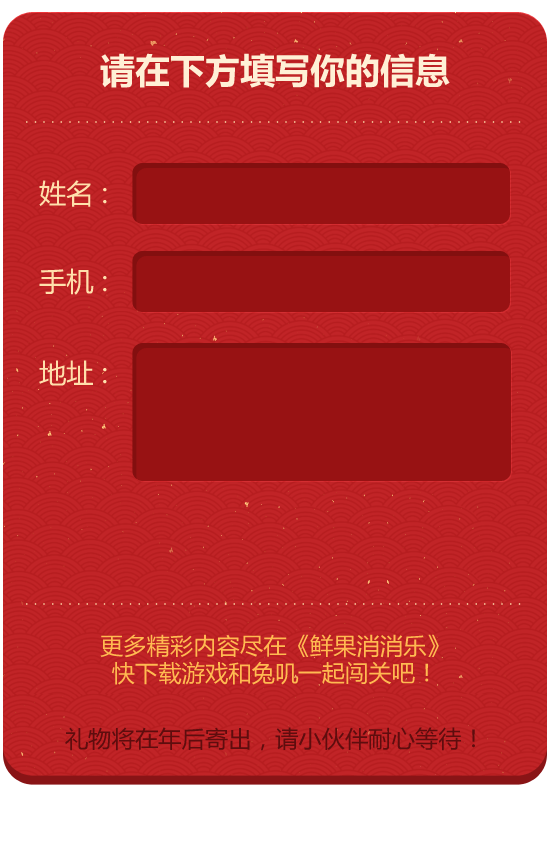 请在下方填写你的信息
姓名：
手机：
地址：
更多精彩内容尽在《鲜果消消乐》
快下载游戏和兔叽一起闯关吧！
礼物将在年后寄出，请小伙伴耐心等待！